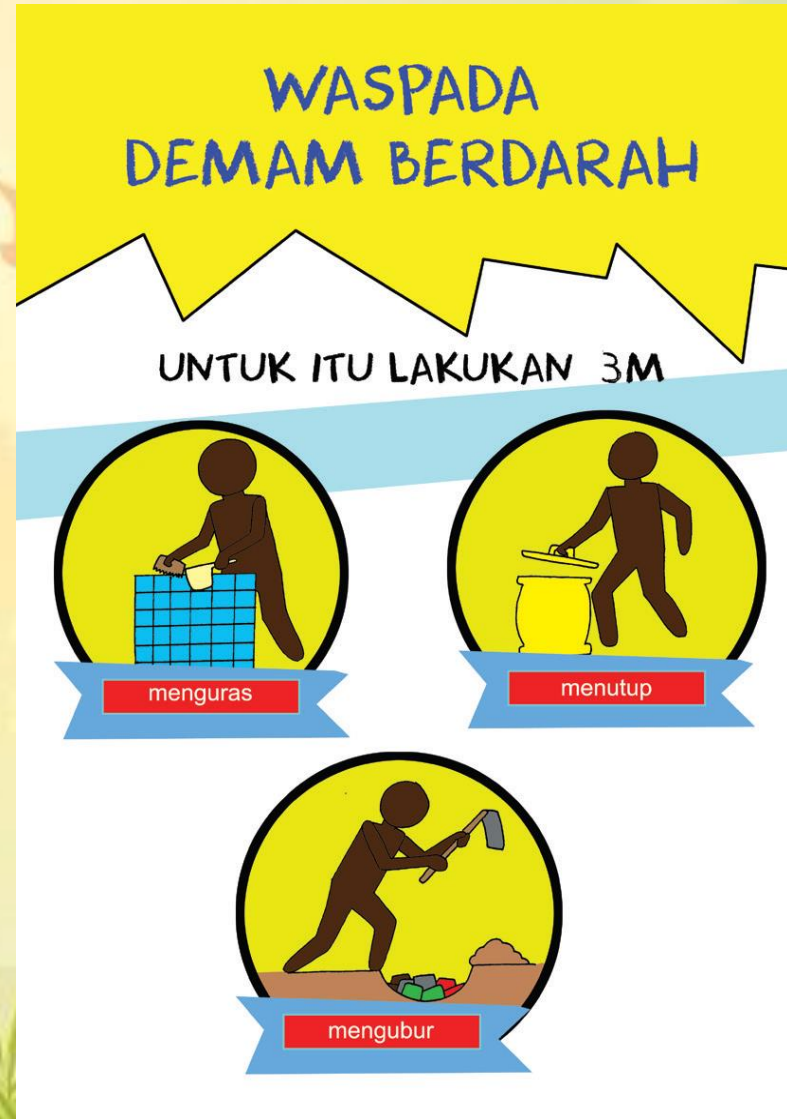 WASPADA
DEMAM BERDARAH
UNTUK ITU LAKUKAN 3M
menguras
menutup
mengubur